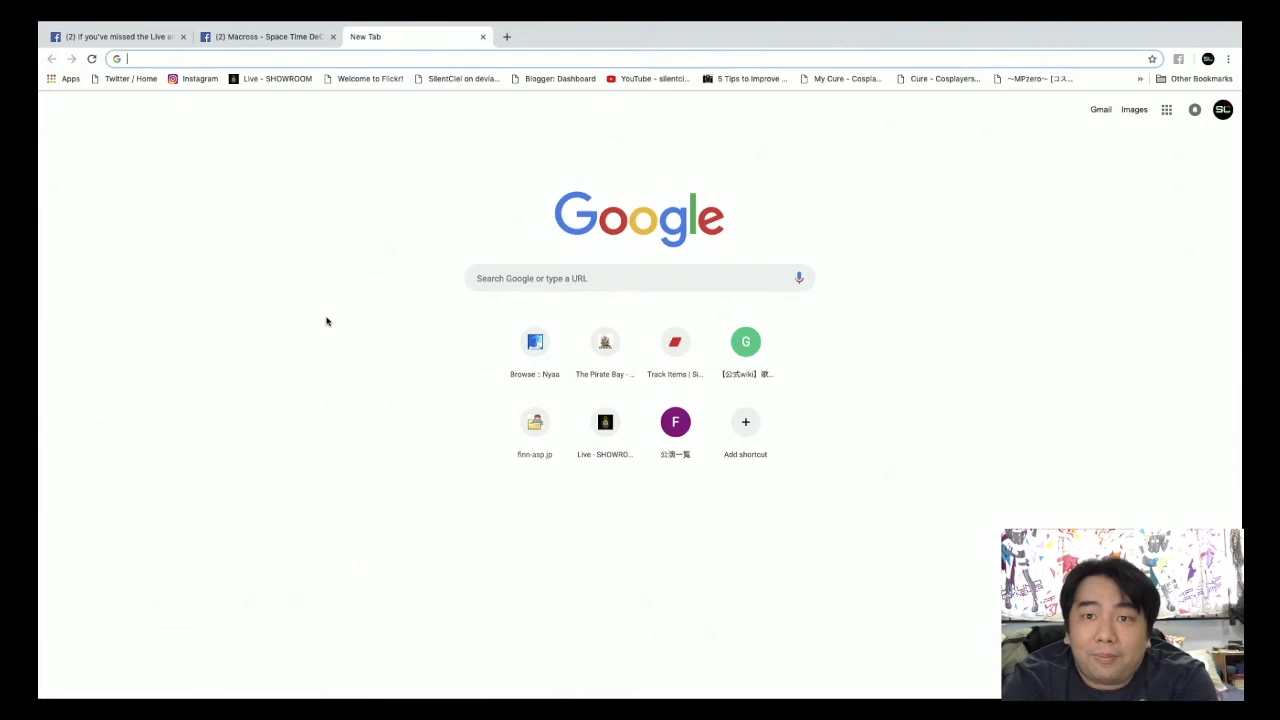 (2) If you've missed the Live an
(2) Macross - Space Time DeC
New Tab
Apps
Twitter / Home
Instagram
Live - SHOWROOM
Welcome to Flickr!
SilentCiel on devia...
Blogger: Dashboard
YouTube - silentci...
5 Tips to Improve ...
My Cure - Cospla...
Cure - Cosplayers...
～MPzero～ [コス...
Other Bookmarks
Gmail
Images
SL
Google
Search Google or type a URL
G
Browse :: Nyaa
The Pirate Bay - ...
Track Items | Si...
【公式wiki】歌...
F
finn-asp.jp
Live - SHOWRO...
公演一覧
Add shortcut